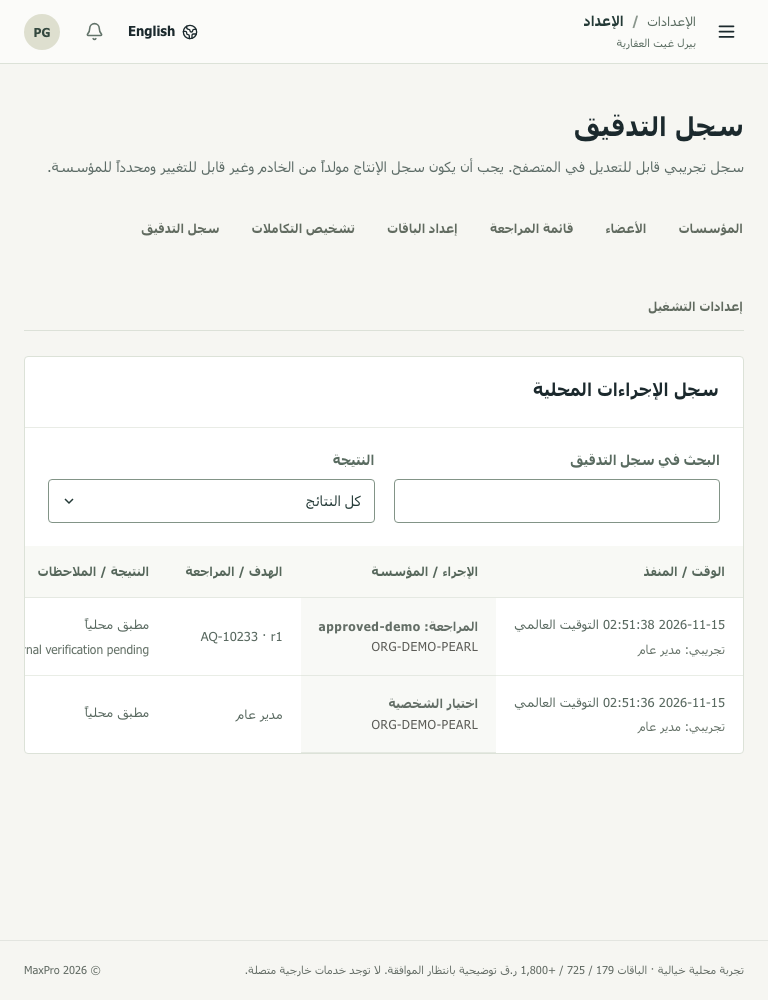 الإعدادات / الإعداد
بيرل غيت العقارية
English
PG
سجل التدقيق
سجل تجريبي قابل للتعديل في المتصفح. يجب أن يكون سجل الإنتاج مولداً من الخادم وغير قابل للتغيير ومحدداً للمؤسسة.
المؤسسات الأعضاء قائمة المراجعة إعداد الباقات تشخيص التكاملات سجل التدقيق
إعدادات التشغيل
سجل الإجراءات المحلية
البحث في سجل التدقيق
النتيجة
كل النتائج
الوقت / المنفذ الإجراء / المؤسسة الهدف / المراجعة النتيجة / الملاحظات
2026-11-15 02:51:38 التوقيت العالمي
تجريبي: مدير عام
المراجعة: approved-demo
ORG-DEMO-PEARL
AQ-10233 · r1
مطبق محلياً
verification pending
2026-11-15 02:51:36 التوقيت العالمي
تجريبي: مدير عام
اختيار الشخصية
ORG-DEMO-PEARL
مدير عام
مطبق محلياً
تجربة محلية خيالية · الباقات 179 / 725 / +1,800 ر.ق توضيحية بانتظار الموافقة. لا توجد خدمات خارجية متصلة.
© 2026 MaxPro